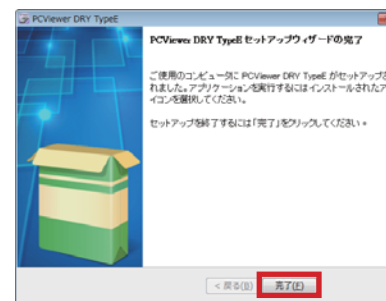 PCViewer DRY TypeE
PCViewer DRY TypeE セットアップウィザードの完了
ご使用のコンピュータに PCViewer DRY TypeE がセットアップさ
れました。アプリケーションを実行するにはインストールされたア
イコンを選択してください。
セットアップを終了するには「完了」をクリックしてください。
< 戻る(B)
完了(F)